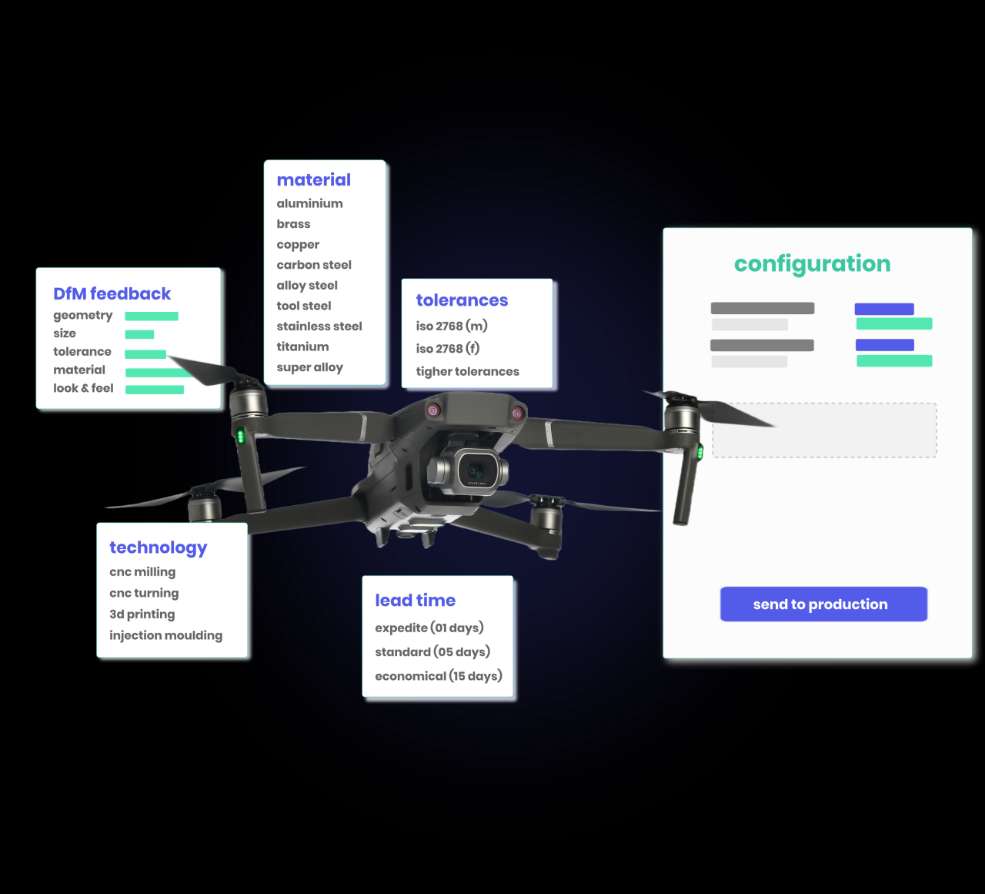 material
aluminium
brass
copper
carbon steel
alloy steel
tool steel
stainless steel
titanium
super alloy
DfM feedback
geometry
size
tolerance
material
look & feel
tolerances
iso 2768 (m)
iso 2768 (f)
tigher tolerances
configuration
send to production
technology
cnc milling
cnc turning
3d printing
injection moulding
lead time
expedite (01 days)
standard (05 days)
economical (15 days)